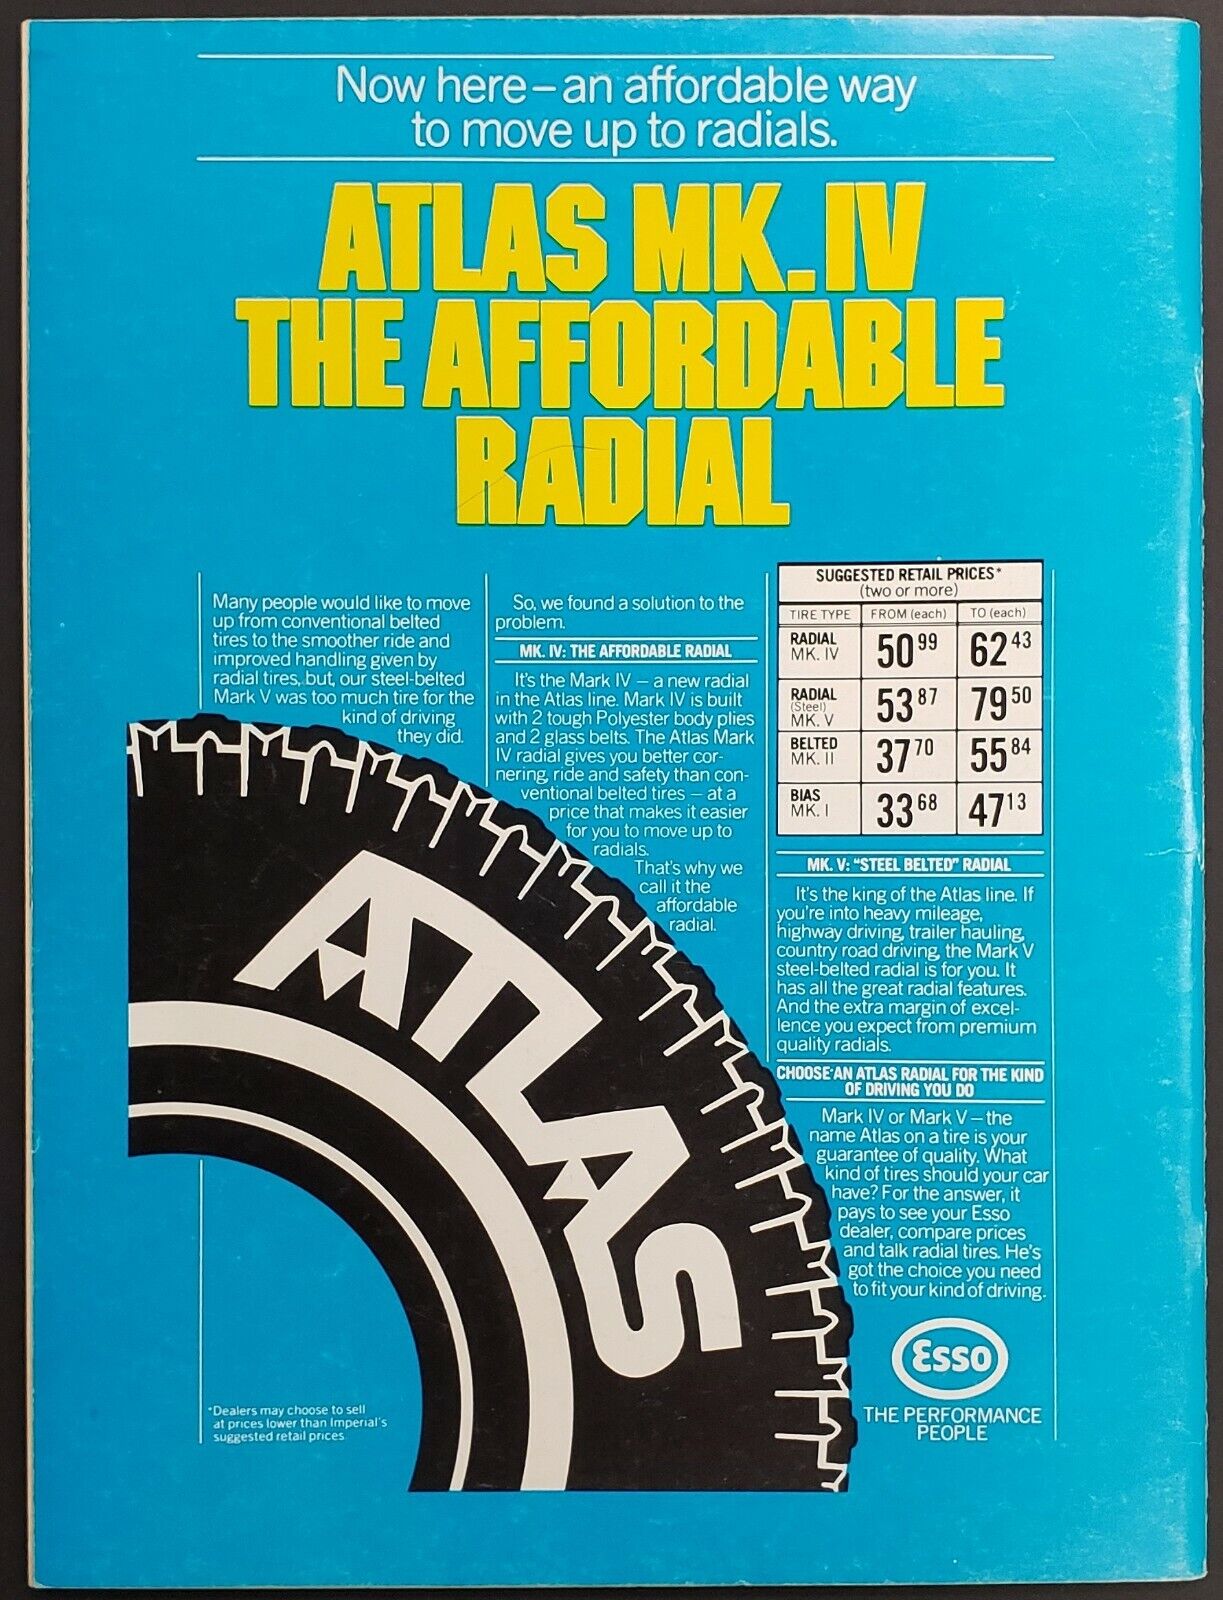 Now here – an affordable way
to move up to radials.
ATLAS MK. IV
THE AFFORDABLE
RADIAL
Many people would like to move
up from conventional belted
tires to the smoother ride and
improved handling given by
radial tires, but, our steel-belted
Mark V was too much tire for the
kind of driving
they did.
So, we found a solution to the
problem.
MK. IV: THE AFFORDABLE RADIAL
It's the Mark IV – a new radial
in the Atlas line. Mark IV is built
with 2 tough Polyester body plies
and 2 glass belts. The Atlas Mark
IV radial gives you better cor-
nering, ride and safety than con-
ventional belted tires – at a
price that makes it easier
for you to move up to
radials.
That's why we
call it the
affordable
radial.
SUGGESTED RETAIL PRICES*
(two or more)
TIRE TYPE FROM (each) TO (each)
RADIAL
MK. IV 50 99 62 43
RADIAL
(Steel)
MK. V 53 87 79 50
BELTED
MK. II 37 70 55 84
BIAS
MK. I 33 68 47 13
MK. V: "STEEL BELTED" RADIAL
It's the king of the Atlas line. If
you're into heavy mileage,
highway driving, trailer hauling,
country road driving, the Mark V
steel-belted radial is for you. It
has all the great radial features.
And the extra margin of excel-
lence you expect from premium
quality radials.
CHOOSE AN ATLAS RADIAL FOR THE KIND
OF DRIVING YOU DO
Mark IV or Mark V – the
name Atlas on a tire is your
guarantee of quality. What
kind of tires should your car
have? For the answer, it
pays to see your Esso
dealer, compare prices
and talk radial tires. He's
got the choice you need
to fit your kind of driving.
ATLAS
Esso
THE PERFORMANCE
PEOPLE
*Dealers may choose to sell
at prices lower than Imperial's
suggested retail prices